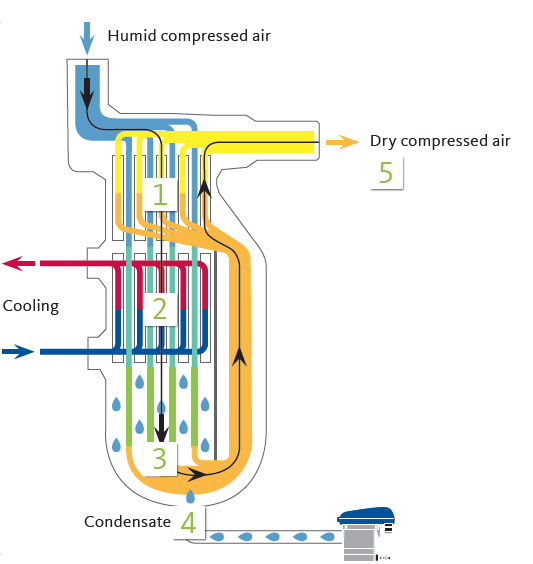 Humid compressed air
Dry compressed air
5
1
Cooling
2
3
Condensate 4